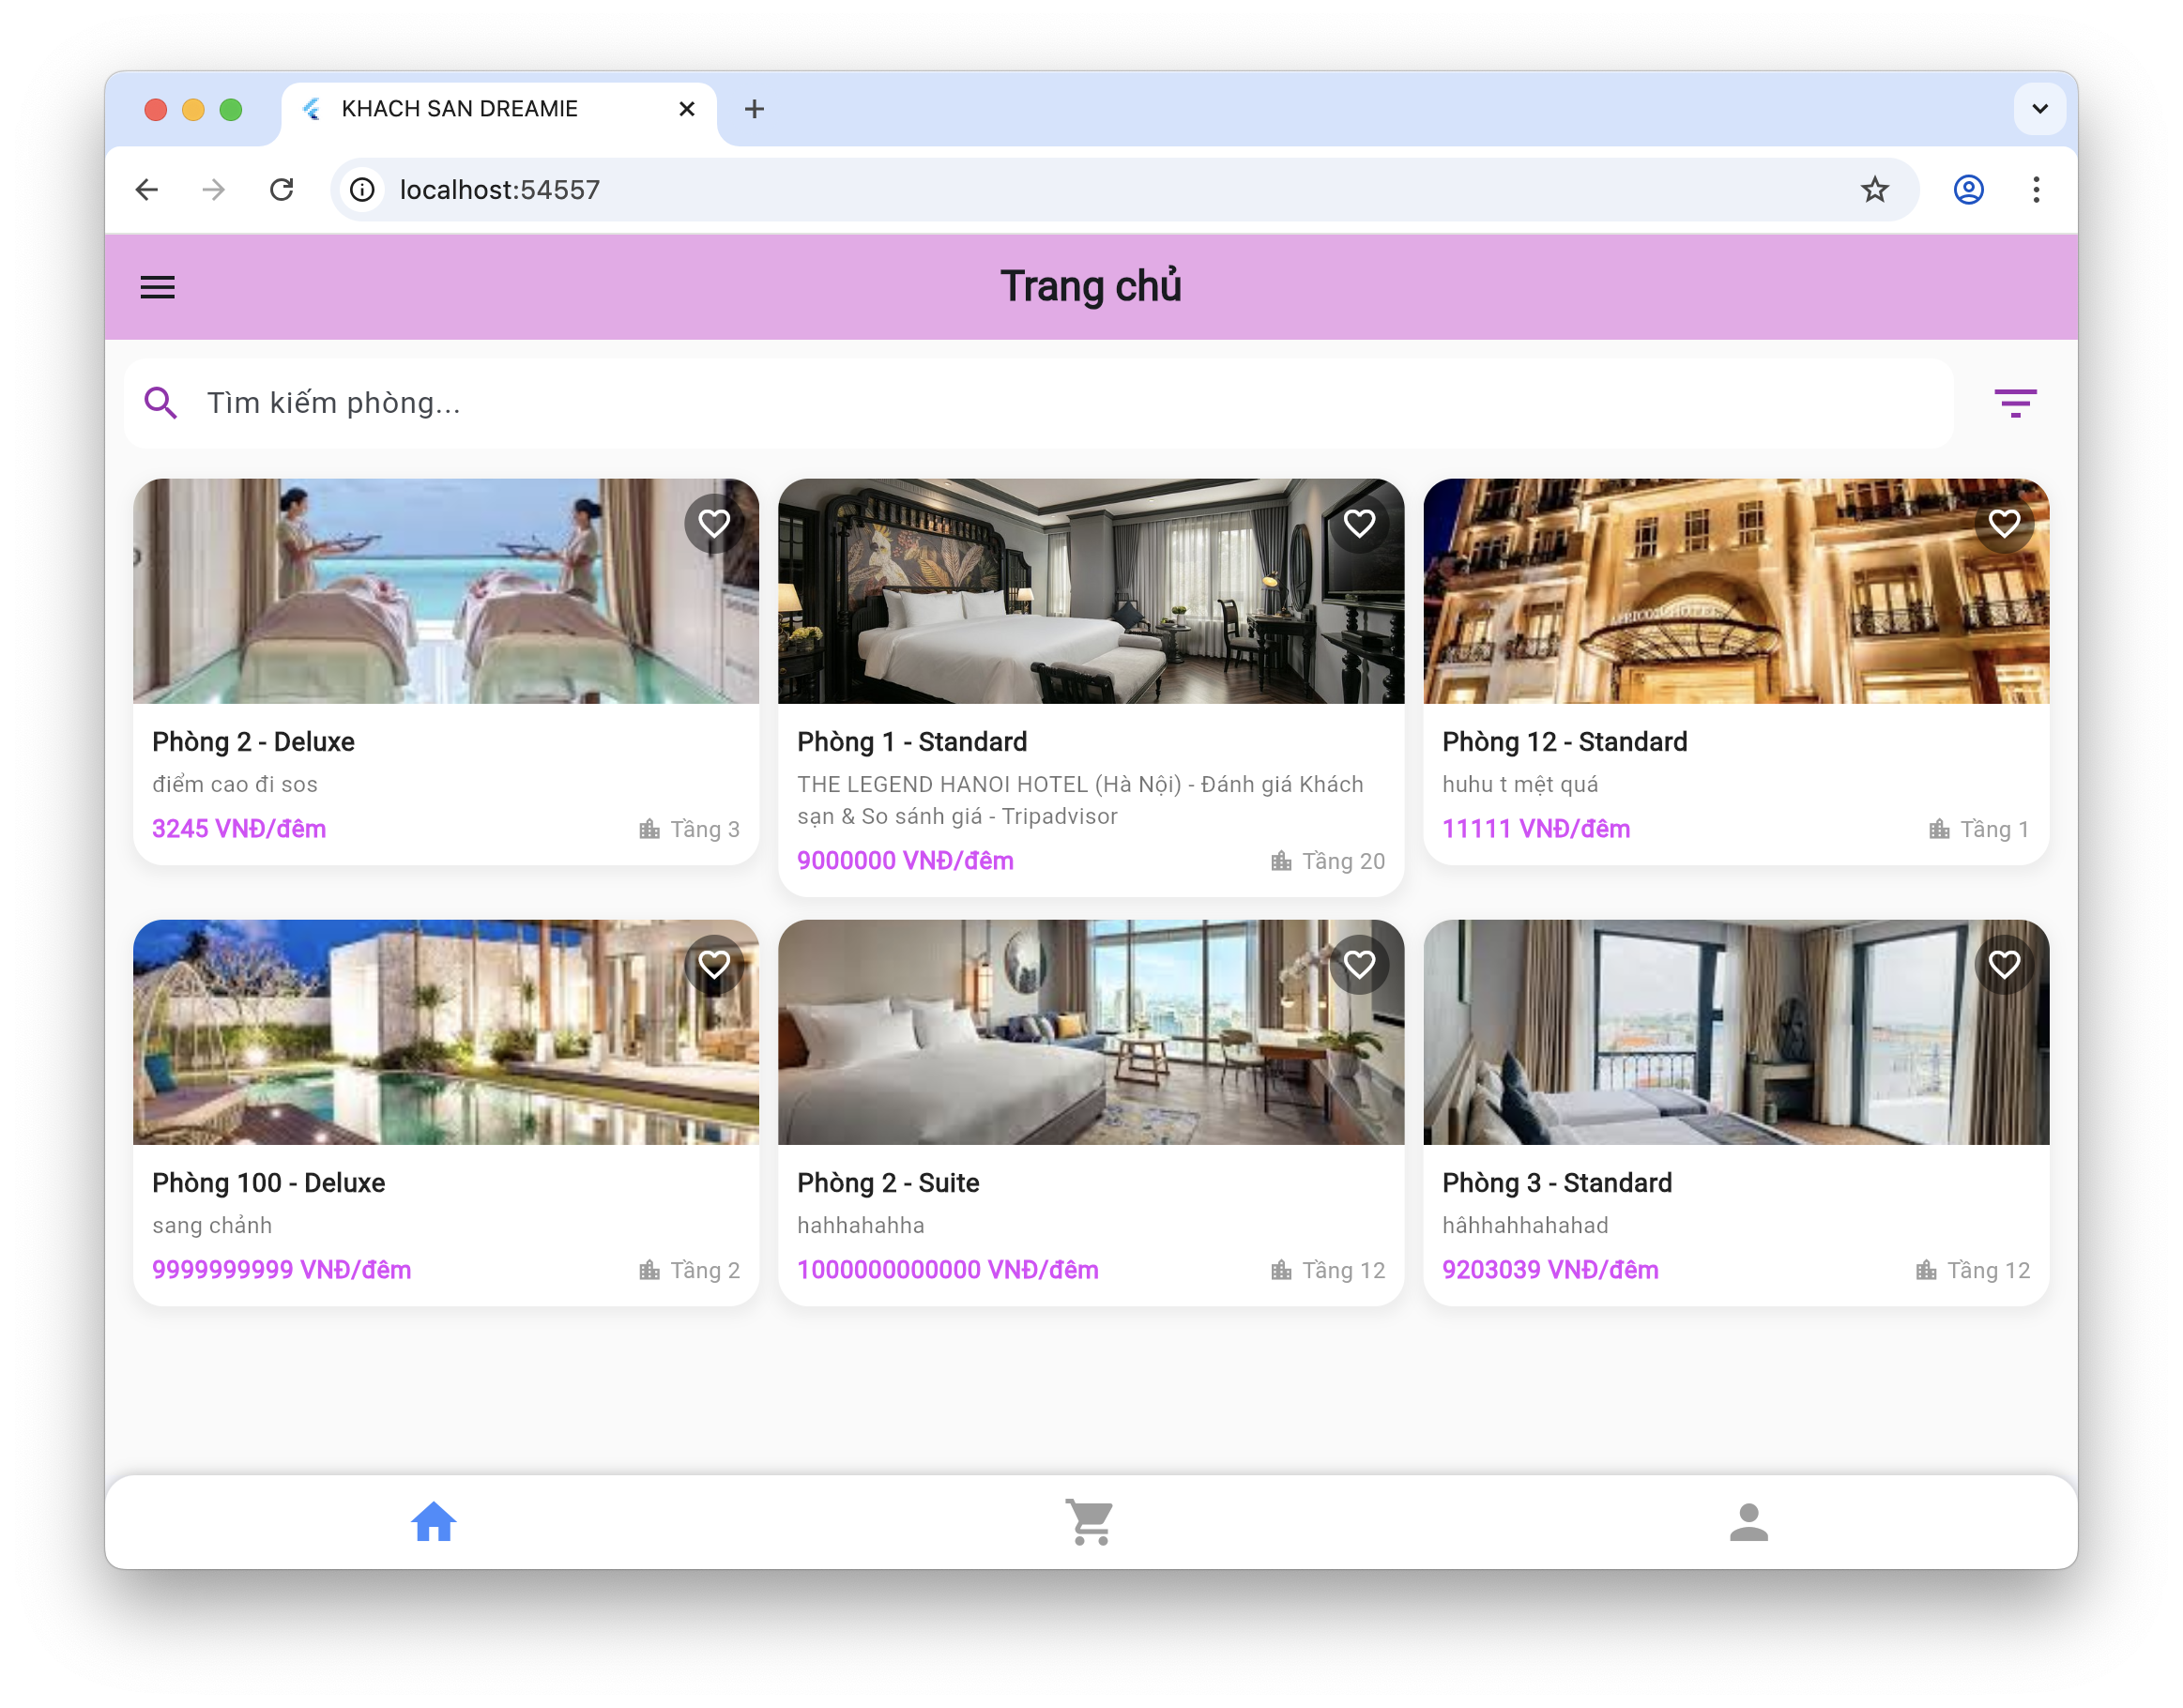 KHACH SAN DREAMIE
localhost:54557
Trang chủ
Tìm kiếm phòng...
Phòng 2 - Deluxe
điểm cao đi sos
3245 VNĐ/đêm
Tầng 3
Phòng 1 - Standard
THE LEGEND HANOI HOTEL (Hà Nội) - Đánh giá Khách
sạn & So sánh giá - Tripadvisor
9000000 VNĐ/đêm
Tầng 20
Phòng 12 - Standard
huhu t mệt quá
11111 VNĐ/đêm
Tầng 1
Phòng 100 - Deluxe
sang chảnh
9999999999 VNĐ/đêm
Tầng 2
Phòng 2 - Suite
hahhahahha
1000000000000 VNĐ/đêm
Tầng 12
Phòng 3 - Standard
hâhhahhahahad
9203039 VNĐ/đêm
Tầng 12